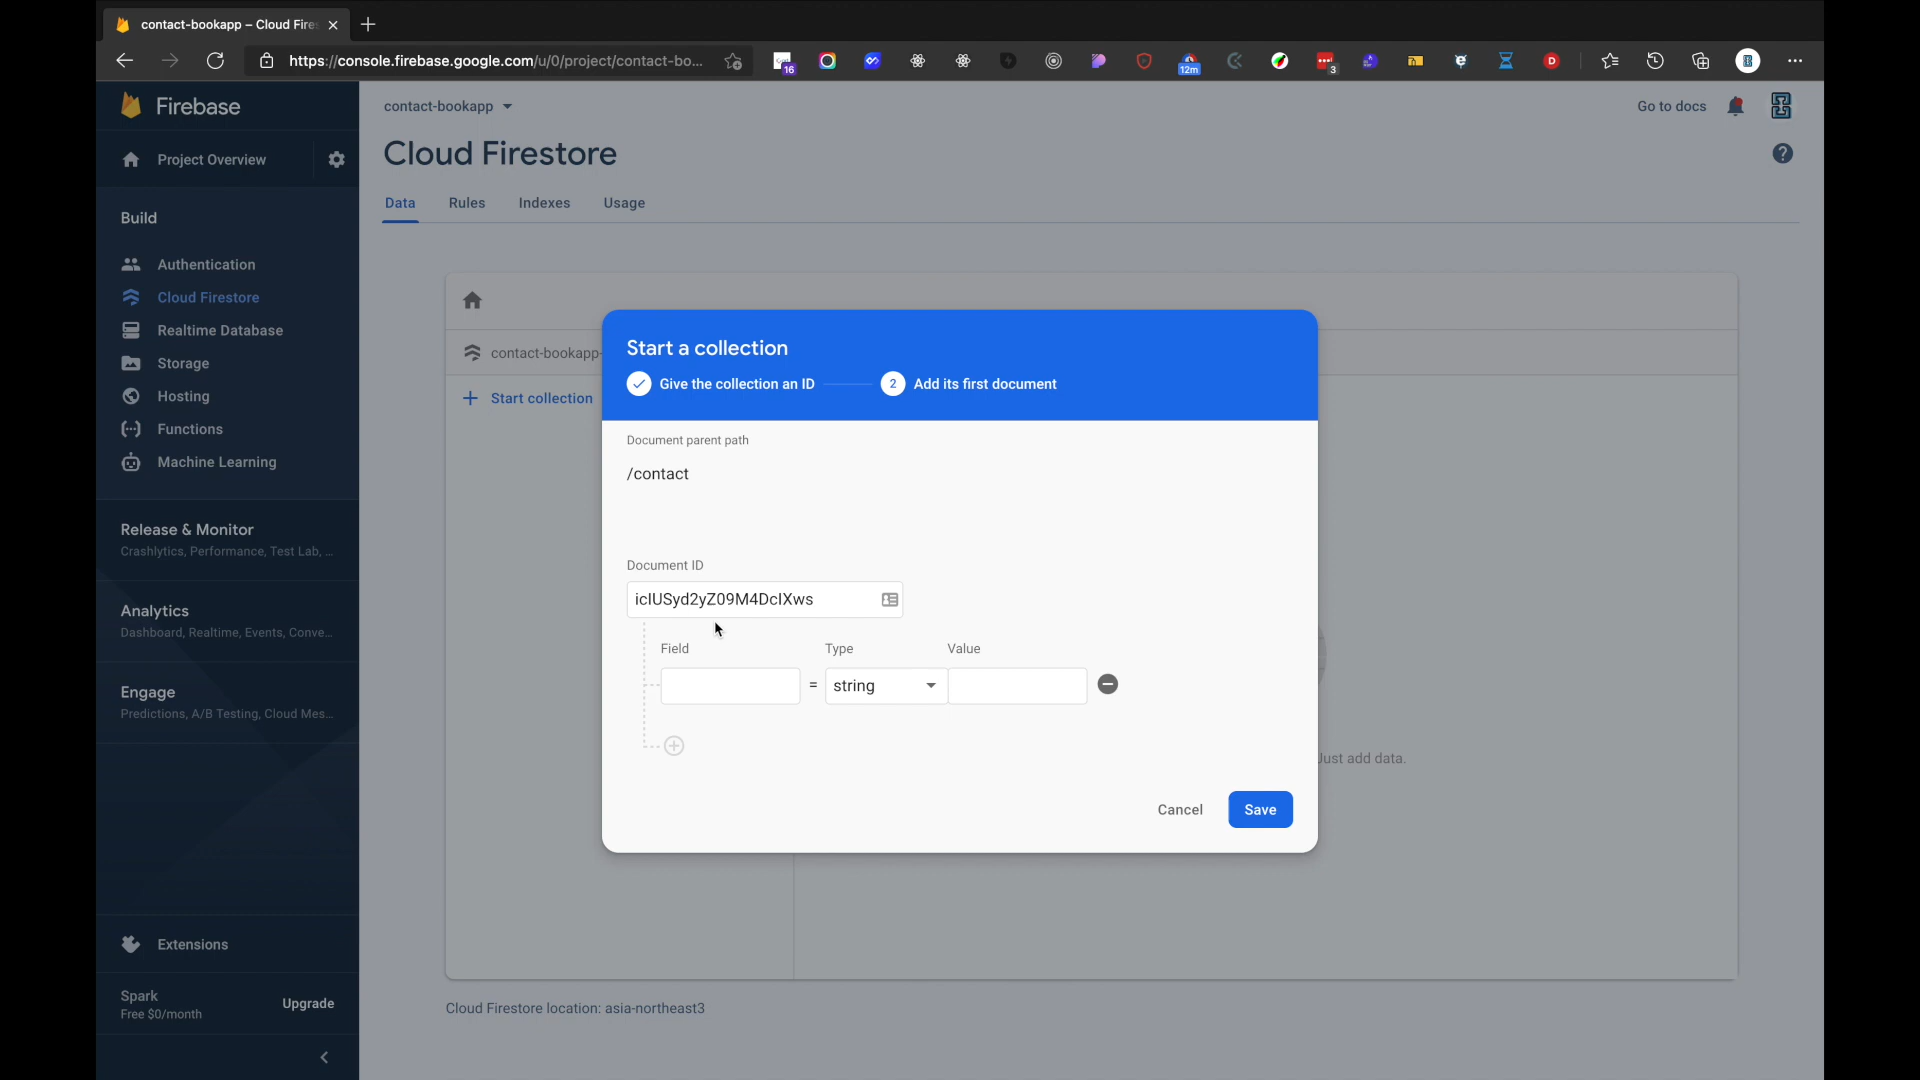 contact-bookapp – Cloud Fire
https://console.firebase.google.com/u/0/project/contact-bo...
16
12m
3
D
Firebase
contact-bookapp
Go to docs
Project Overview
Cloud Firestore
Data
Rules
Indexes
Usage
Build
Authentication
Cloud Firestore
Realtime Database
Storage
Hosting
Functions
Machine Learning
contact-bookapp-
Start collection
Start a collection
Give the collection an ID
2
Add its first document
Document parent path
/contact
Document ID
icIUSyd2yZ09M4DcIXws
Field
Type
Value
=
string
Just add data.
Cancel
Save
Release & Monitor
Crashlytics, Performance, Test Lab, ...
Analytics
Dashboard, Realtime, Events, Conve...
Engage
Predictions, A/B Testing, Cloud Mes...
Extensions
Spark
Free $0/month
Upgrade
Cloud Firestore location: asia-northeast3